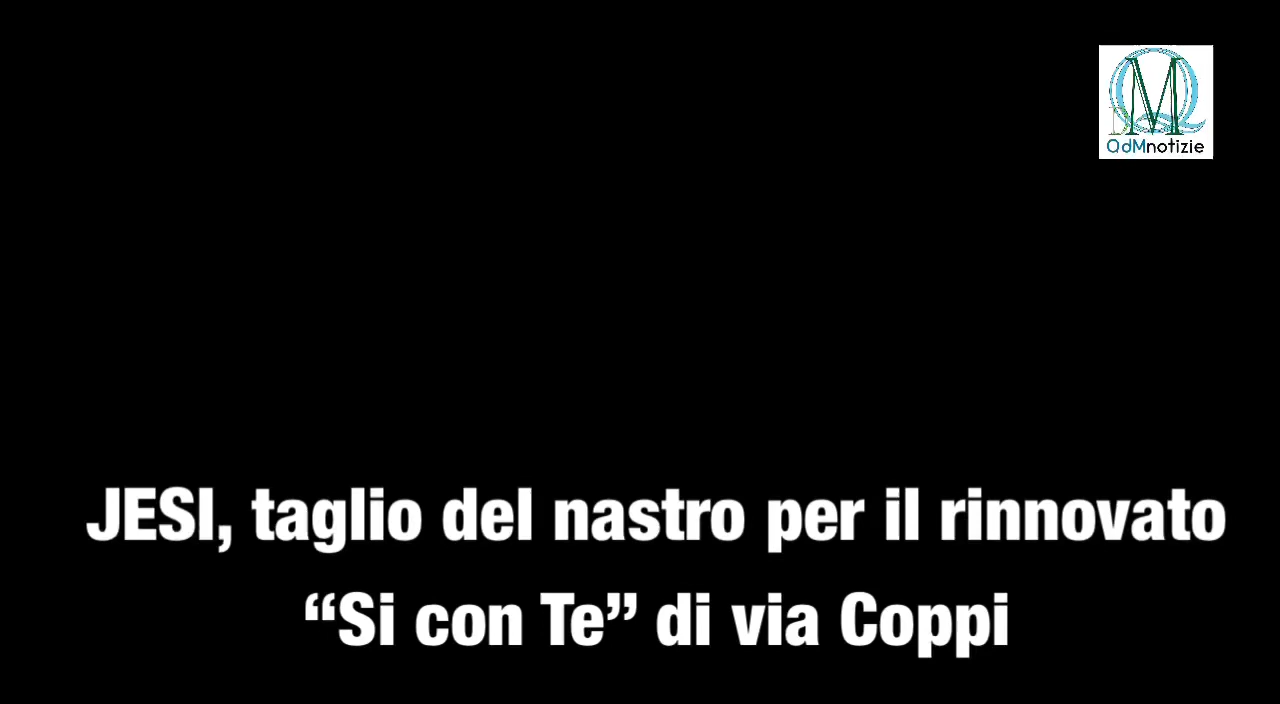 QdMnotizie
JESI, taglio del nastro per il rinnovato
“Si con Te” di via Coppi